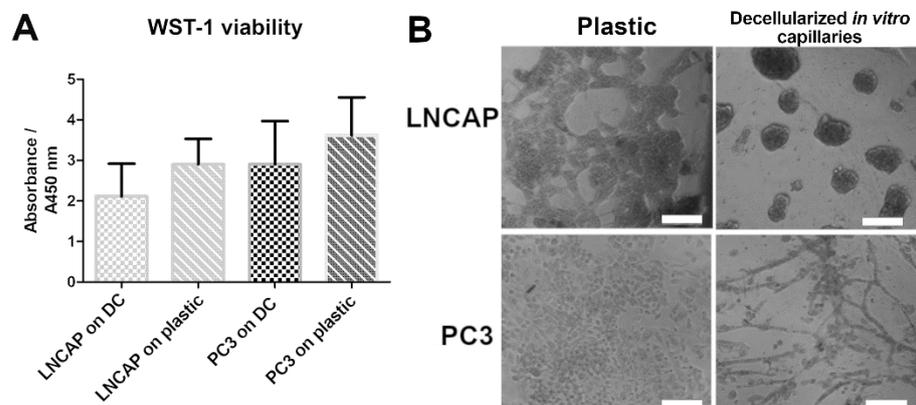 A
WST-1 viability
Absorbance /
A450 nm
5
4
3
2
1
0
LNCAP on DC
LNCAP on plastic
PC3 on DC
PC3 on plastic
B
Plastic
Decellularized in vitro
capillaries
LNCAP
PC3